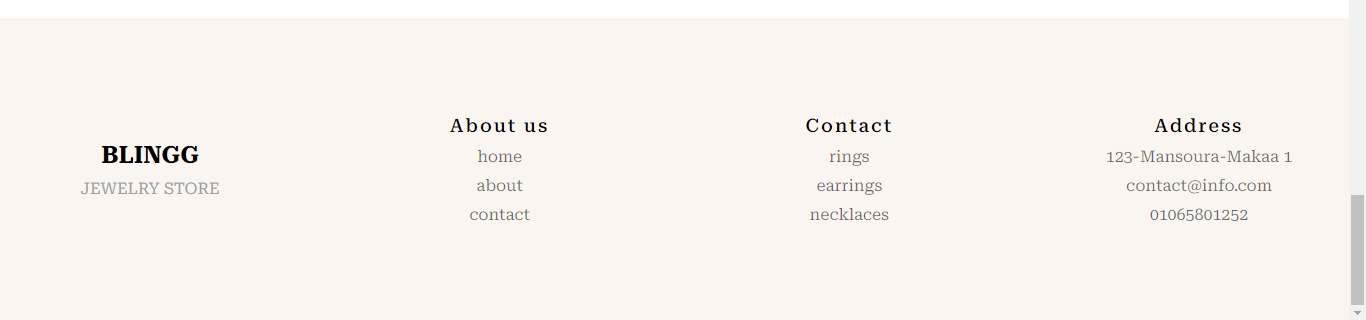 BLINGG
JEWELRY STORE
About us
home
about
contact
Contact
rings
earrings
necklaces
Address
123-Mansoura-Makaa 1
contact@info.com
01065801252